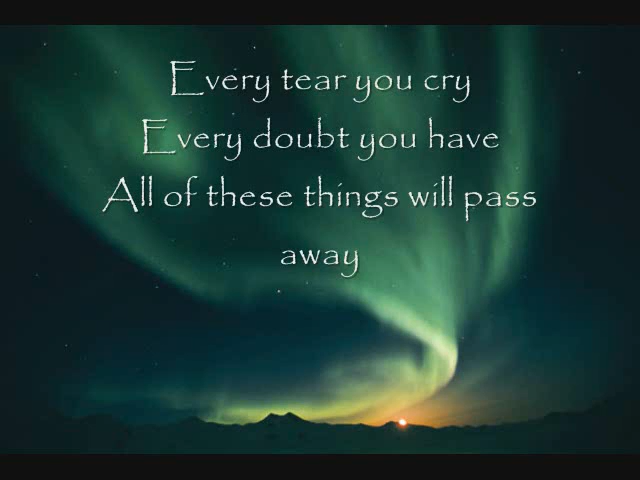 Every tear you cry
Every doubt you have
All of these things will pass
away